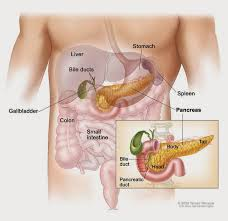 Stomach
Liver
Bile ducts
Spleen
Gallbladder
Pancreas
Colon
Small
intestine
Tail
Body
Bile
duct
Head
Pancreatic
duct